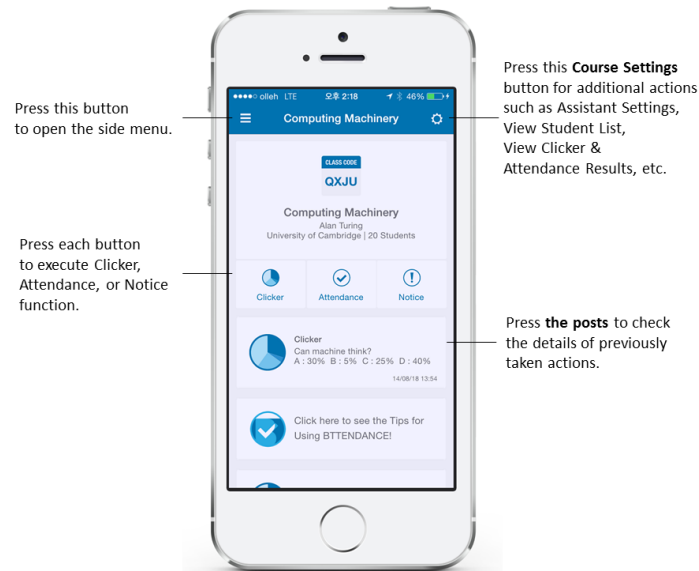 Press this button
to open the side menu.
Press each button
to execute Clicker,
Attendance, or Notice
function.
olleh LTE 오후 2:18 46%
Computing Machinery
CLASS CODE
QXJU
Computing Machinery
Alan Turing
University of Cambridge | 20 Students
Clicker Attendance Notice
Clicker
Can machine think?
A : 30% B : 5% C : 25% D : 40%
14/08/18 13:54
Click here to see the Tips for
Using BTTENDANCE!
Press this Course Settings
button for additional actions
such as Assistant Settings,
View Student List,
View Clicker &
Attendance Results, etc.
Press the posts to check
the details of previously
taken actions.